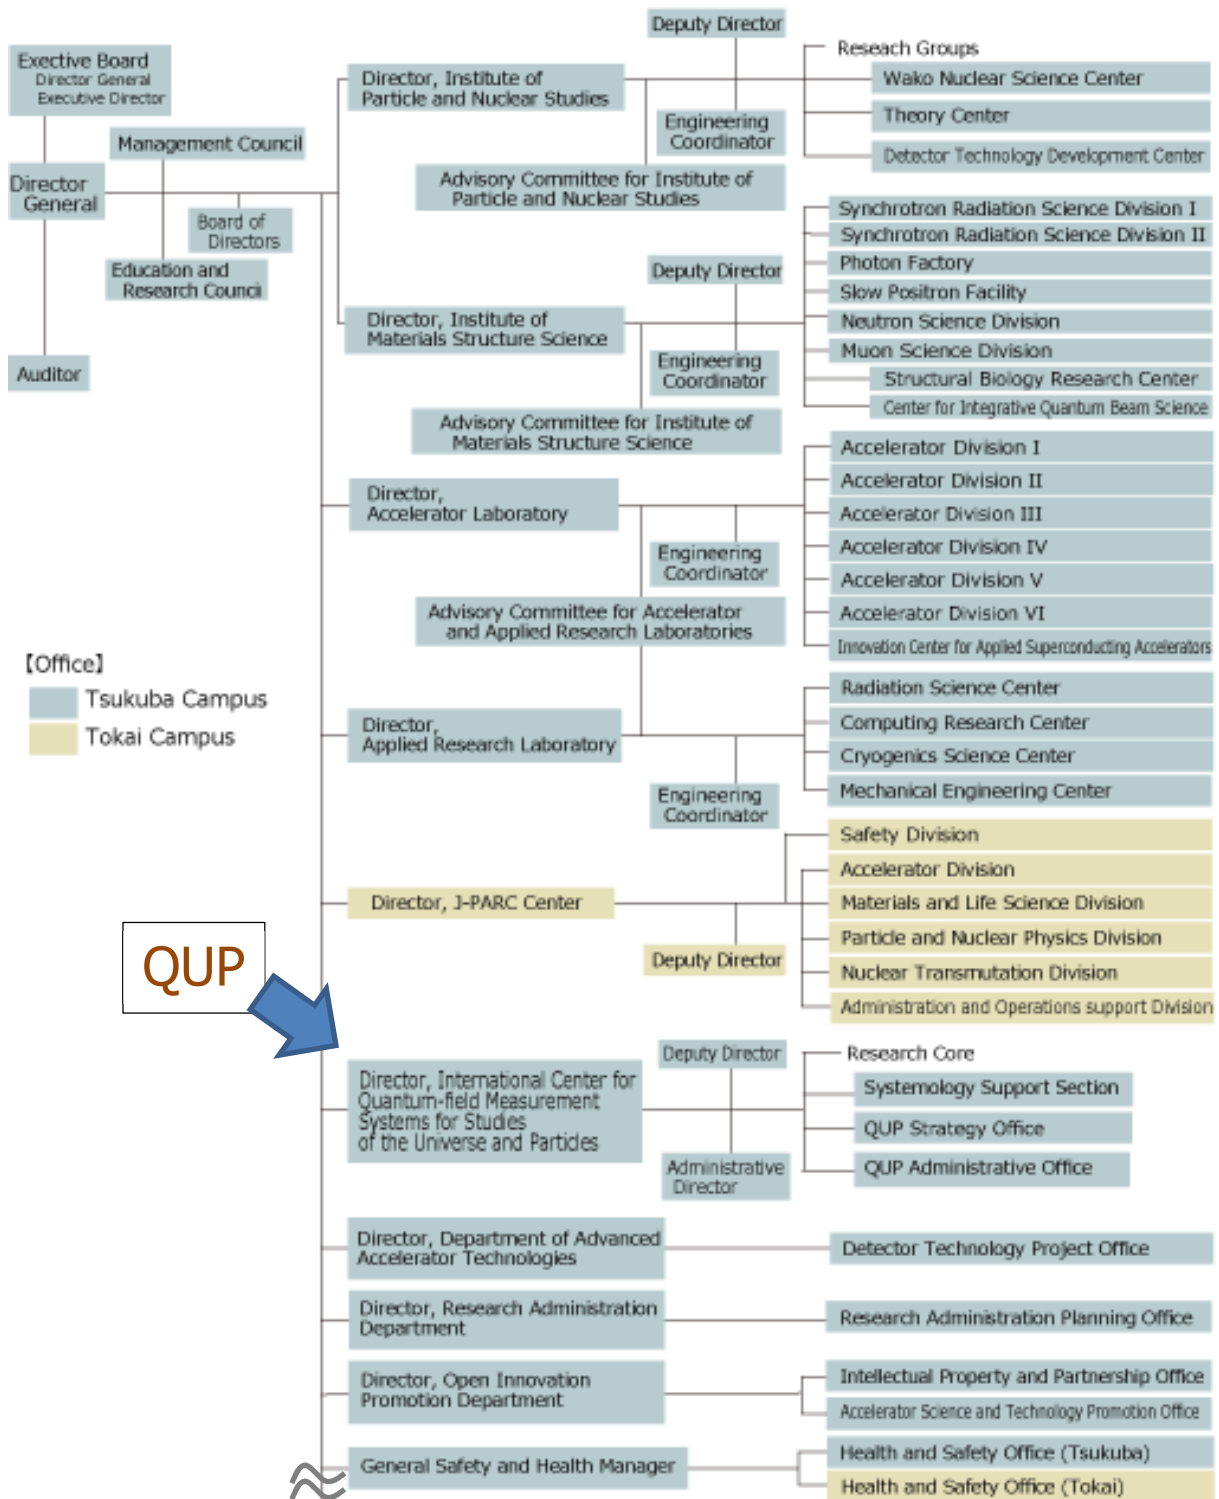 Exective Board
Director General
Executive Director
Management Council
Director
General
Board of
Directors
Education and
Research Council
Auditor
【Office】
Tsukuba Campus
Tokai Campus
QUP
Deputy Director
Director, Institute of
Particle and Nuclear Studies
Engineering
Coordinator
Advisory Committee for Institute of
Particle and Nuclear Studies
Reseach Groups
Wako Nuclear Science Center
Theory Center
Detector Technology Development Center
Deputy Director
Director, Institute of
Materials Structure Science
Engineering
Coordinator
Advisory Committee for Institute of
Materials Structure Science
Synchrotron Radiation Science Division I
Synchrotron Radiation Science Division II
Photon Factory
Slow Positron Facility
Neutron Science Division
Muon Science Division
Structural Biology Research Center
Center for Integrative Quantum Beam Science
Director,
Accelerator Laboratory
Engineering
Coordinator
Advisory Committee for Accelerator
and Applied Research Laboratories
Accelerator Division I
Accelerator Division II
Accelerator Division III
Accelerator Division IV
Accelerator Division V
Accelerator Division VI
Innovation Center for Applied Superconducting Accelerators
Director,
Applied Research Laboratory
Engineering
Coordinator
Radiation Science Center
Computing Research Center
Cryogenics Science Center
Mechanical Engineering Center
Director, J-PARC Center
Deputy Director
Safety Division
Accelerator Division
Materials and Life Science Division
Particle and Nuclear Physics Division
Nuclear Transmutation Division
Administration and Operations support Division
Deputy Director
Director, International Center for
Quantum-field Measurement
Systems for Studies
of the Universe and Particles
Administrative
Director
Research Core
Systemology Support Section
QUP Strategy Office
QUP Administrative Office
Director, Department of Advanced
Accelerator Technologies
Detector Technology Project Office
Director, Research Administration
Department
Research Administration Planning Office
Director, Open Innovation
Promotion Department
Intellectual Property and Partnership Office
Accelerator Science and Technology Promotion Office
General Safety and Health Manager
Health and Safety Office (Tsukuba)
Health and Safety Office (Tokai)